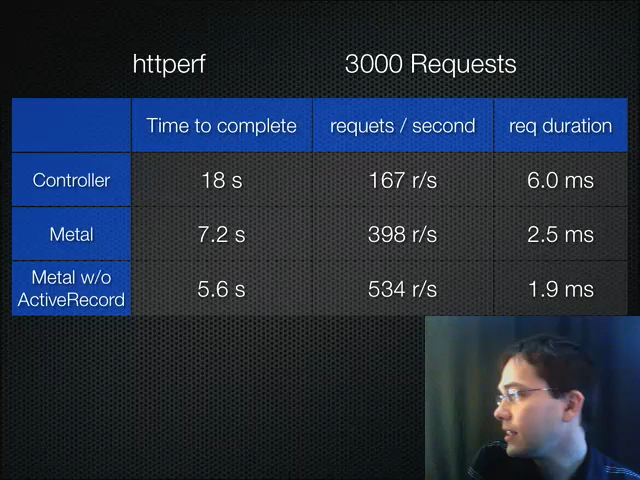 httperf 3000 Requests
Time to complete requets / second req duration
Controller 18 s 167 r/s 6.0 ms
Metal 7.2 s 398 r/s 2.5 ms
Metal w/o
ActiveRecord 5.6 s 534 r/s 1.9 ms